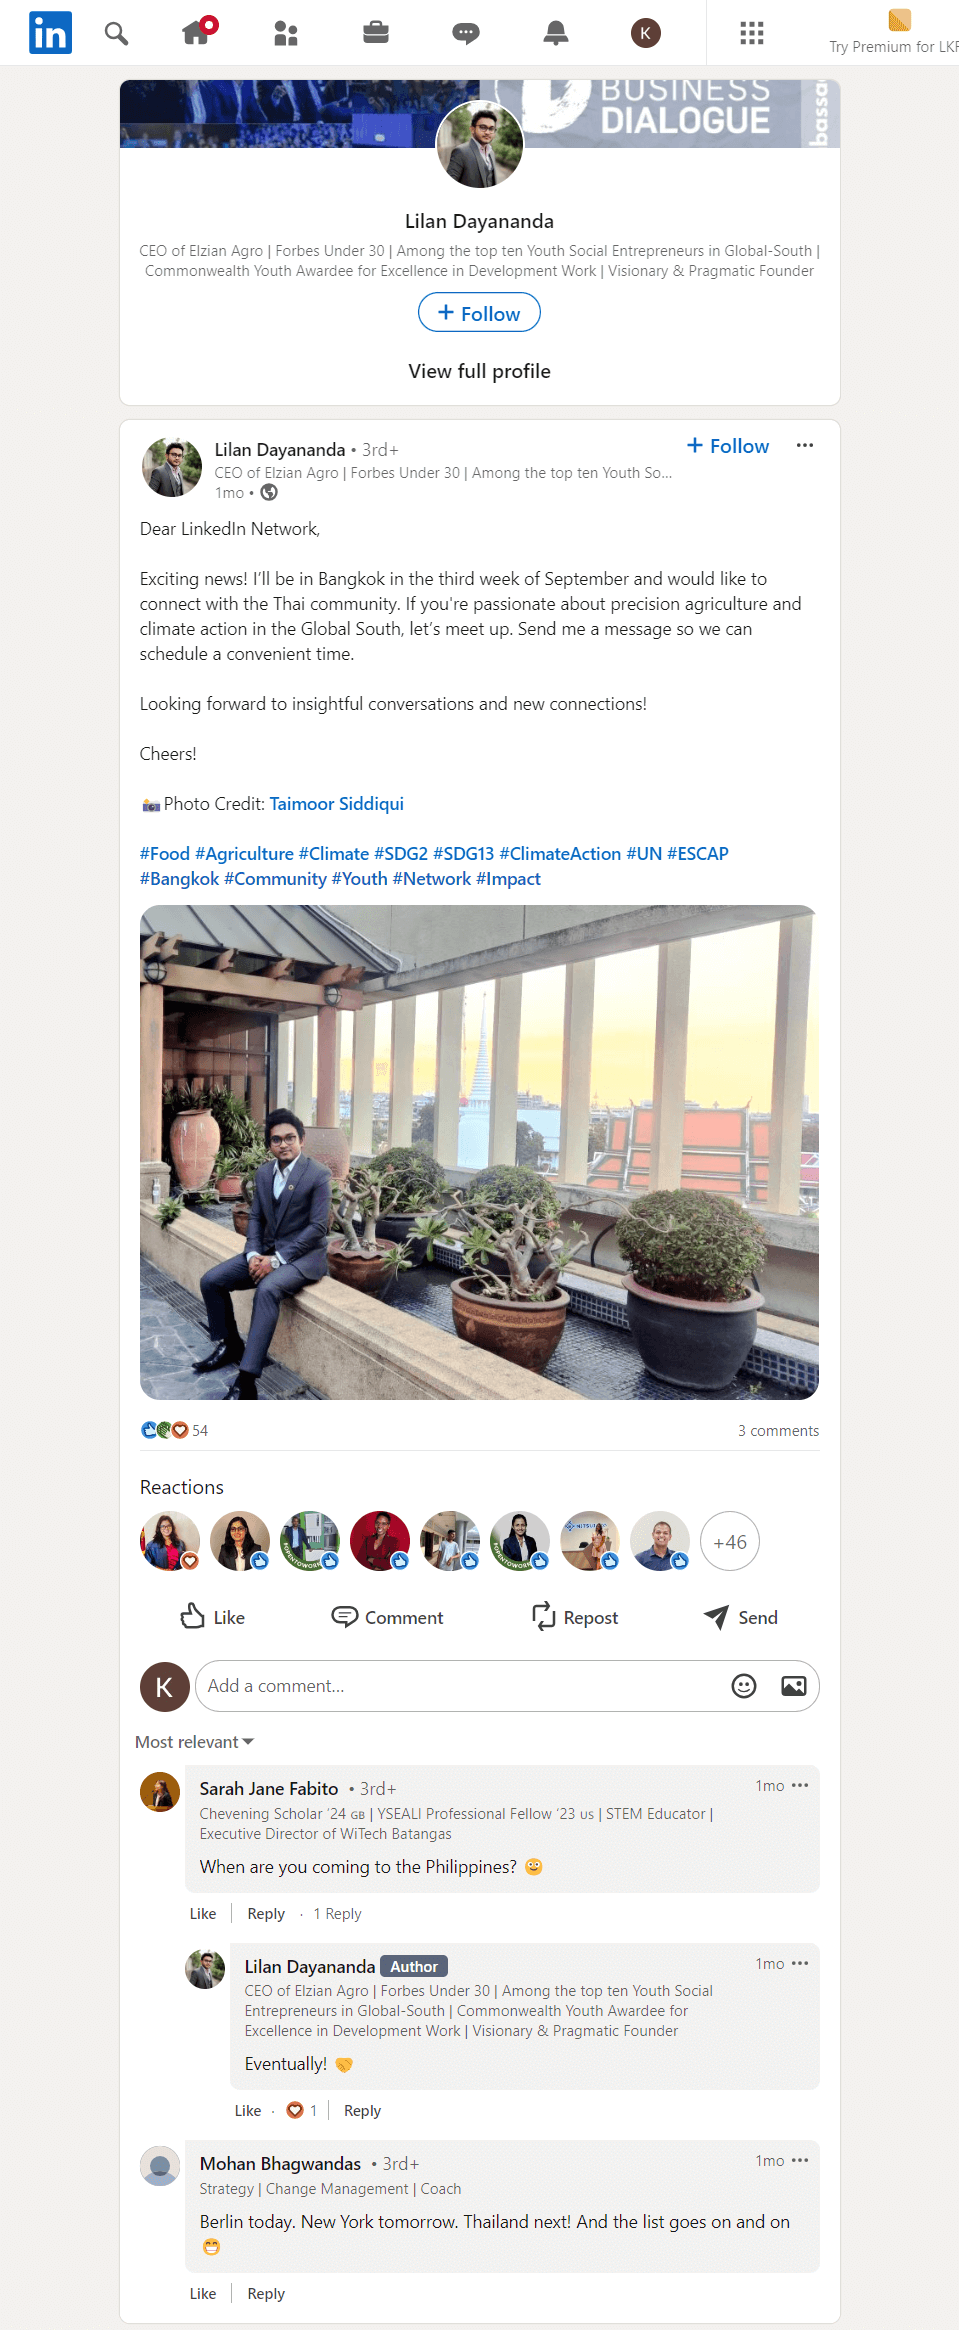 in
K
Try Premium for LKR
BUSINESS
DIALOGUE
bassa
Lilan Dayananda
CEO of Elzian Agro | Forbes Under 30 | Among the top ten Youth Social Entrepreneurs in Global-South |
Commonwealth Youth Awardee for Excellence in Development Work | Visionary & Pragmatic Founder
+ Follow
View full profile
Lilan Dayananda • 3rd+
+ Follow
CEO of Elzian Agro | Forbes Under 30 | Among the top ten Youth So...
1mo •
Dear LinkedIn Network,
Exciting news! I'll be in Bangkok in the third week of September and would like to
connect with the Thai community. If you're passionate about precision agriculture and
climate action in the Global South, let's meet up. Send me a message so we can
schedule a convenient time.
Looking forward to insightful conversations and new connections!
Cheers!
📸 Photo Credit: Taimoor Siddiqui
#Food #Agriculture #Climate #SDG2 #SDG13 #ClimateAction #UN #ESCAP
#Bangkok #Community #Youth #Network #Impact
54
3 comments
Reactions
#OPENTOWORK
#OPENTOWORK
+46
Like
Comment
Repost
Send
K
Add a comment...
Most relevant
Sarah Jane Fabito • 3rd+
1mo
Chevening Scholar '24 GB | YSEALI Professional Fellow '23 US | STEM Educator |
Executive Director of WiTech Batangas
When are you coming to the Philippines? 🙂
Like | Reply · 1 Reply
Lilan Dayananda Author
1mo
CEO of Elzian Agro | Forbes Under 30 | Among the top ten Youth Social
Entrepreneurs in Global-South | Commonwealth Youth Awardee for
Excellence in Development Work | Visionary & Pragmatic Founder
Eventually! 🤝
Like · 1 | Reply
Mohan Bhagwandas • 3rd+
1mo
Strategy | Change Management | Coach
Berlin today. New York tomorrow. Thailand next! And the list goes on and on
😁
Like | Reply